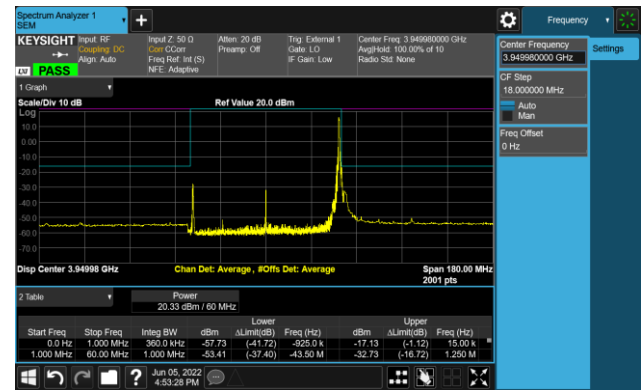 Spectrum Analyzer 1
SEM
Frequency
KEYSIGHT
Input: RF
Coupling: DC
Align: Auto
Input Z: 50 Ω
Corr CCorr
Freq Ref: Int (S)
NFE: Adaptive
Atten: 20 dB
Preamp: Off
Trig: External 1
Gate: LO
IF Gain: Low
Center Freq: 3.949980000 GHz
Avg|Hold: 100.00% of 10
Radio Std: None
LXI
PASS
Center Frequency
3.949980000 GHz
Settings
CF Step
18.000000 MHz
Auto
Man
Freq Offset
0 Hz
1 Graph
Scale/Div 10 dB
Ref Value 20.0 dBm
Log
10.0
0.00
-10.0
-20.0
-30.0
-40.0
-50.0
-60.0
-70.0
Disp Center 3.94998 GHz
Chan Det: Average, #Offs Det: Average
Span 180.00 MHz
2001 pts
2 Table
Power
20.33 dBm / 60 MHz
Lower
Upper
Start Freq Stop Freq Integ BW dBm ΔLimit(dB) Freq (Hz) dBm ΔLimit(dB) Freq (Hz)
0.0 Hz 1.000 MHz 360.0 kHz -57.73 (-41.72) -925.0 k -17.13 (-1.12) 15.00 k
1.000 MHz 60.00 MHz 1.000 MHz -53.41 (-37.40) -43.50 M -32.73 (-16.72) 1.250 M
Jun 05, 2022
4:53:28 PM